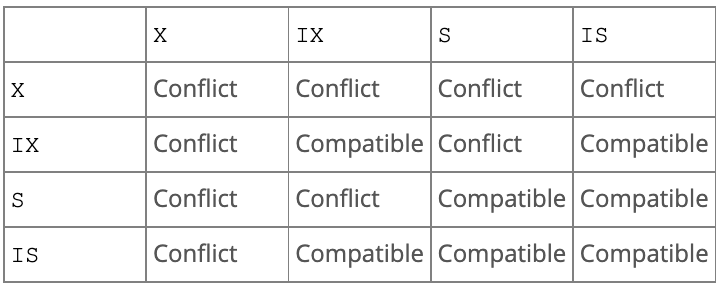 X IX S IS
X Conflict Conflict Conflict Conflict
IX Conflict Compatible Conflict Compatible
S Conflict Conflict Compatible Compatible
IS Conflict Compatible Compatible Compatible